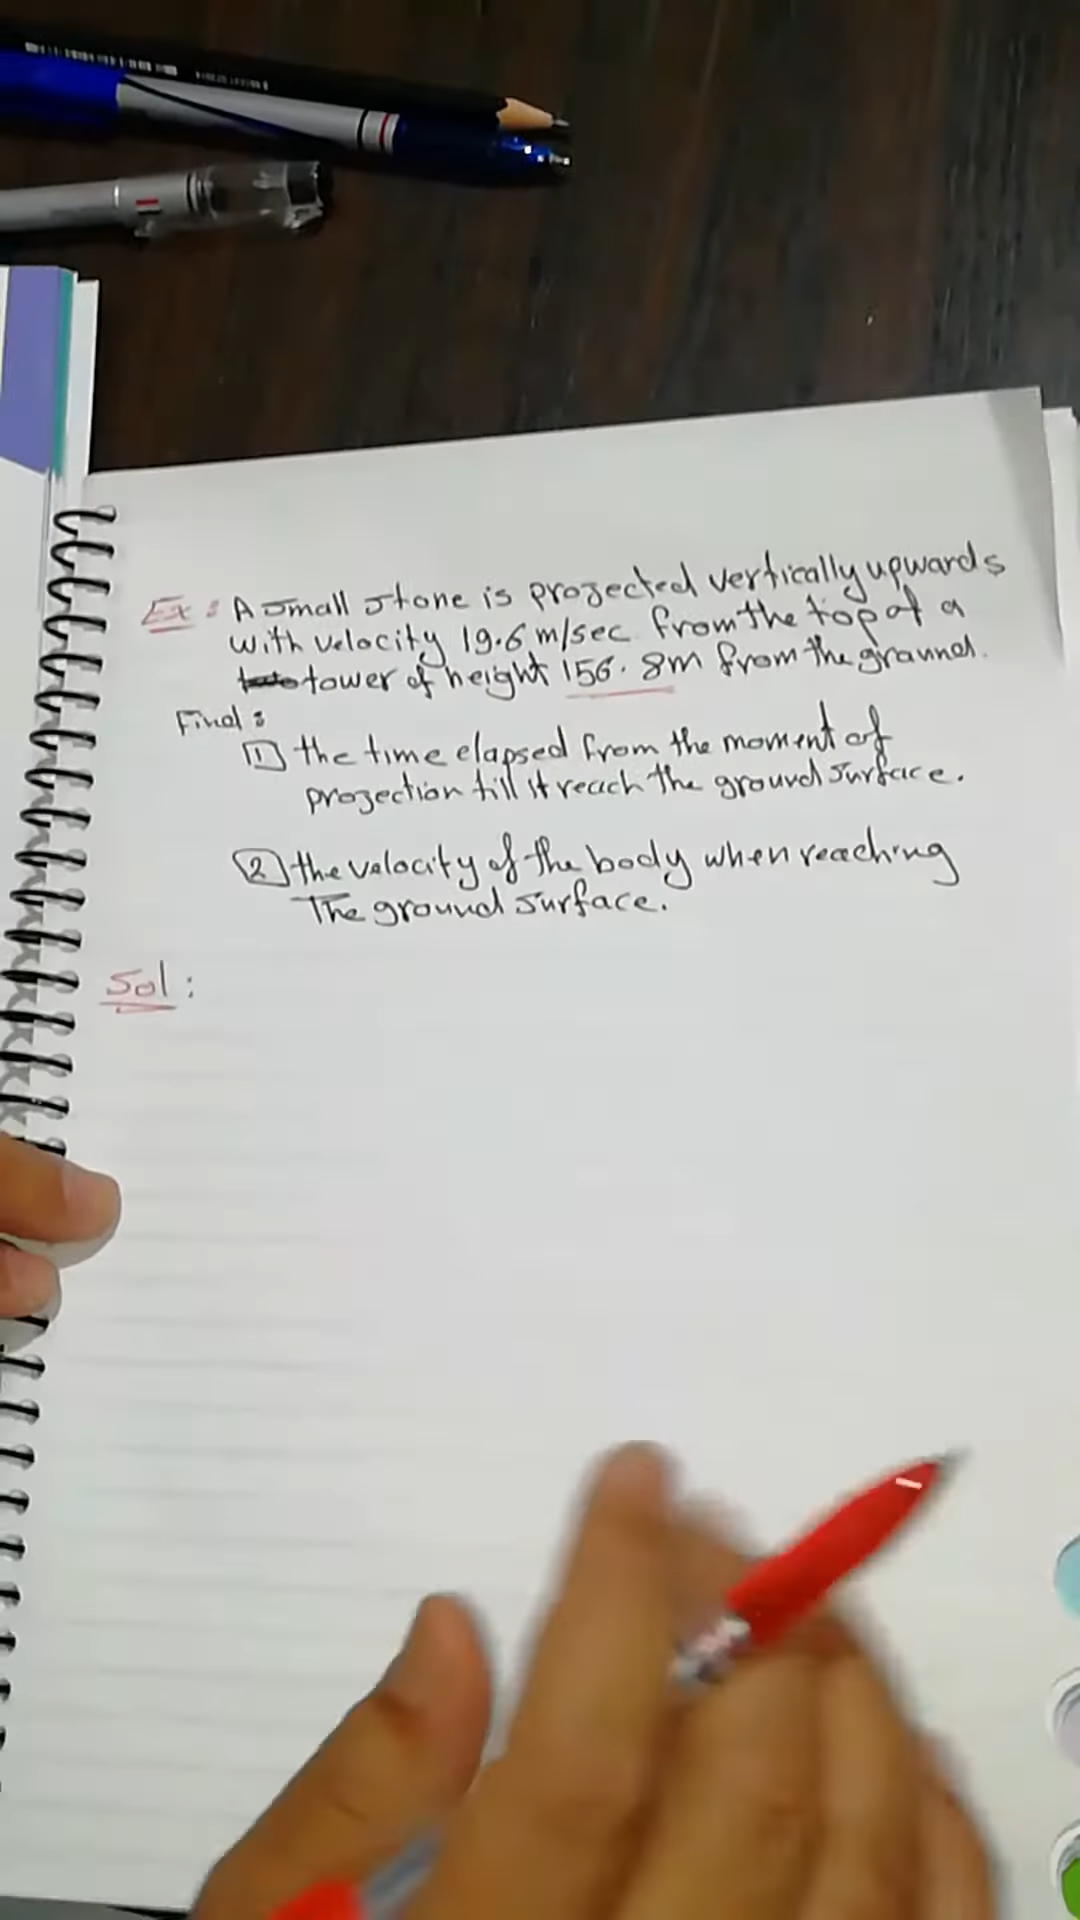 Ex: A small stone is projected vertically upwards
with velocity 19.6 m/sec. from the top of a
tower of height 156.8m from the ground.
Find:
1 the time elapsed from the moment of
projection till it reach the ground surface.
2 the velocity of the body when reaching
The ground surface.
Sol: